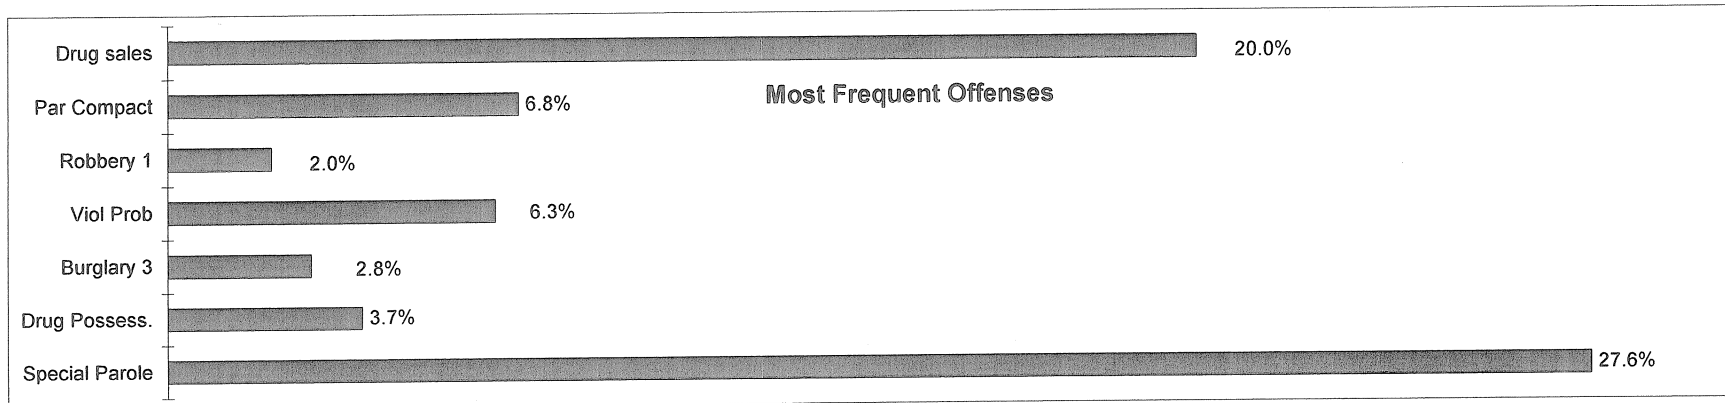 Drug sales 20.0%
Most Frequent Offenses
Par Compact 6.8%
Robbery 1 2.0%
Viol Prob 6.3%
Burglary 3 2.8%
Drug Possess. 3.7%
Special Parole 27.6%